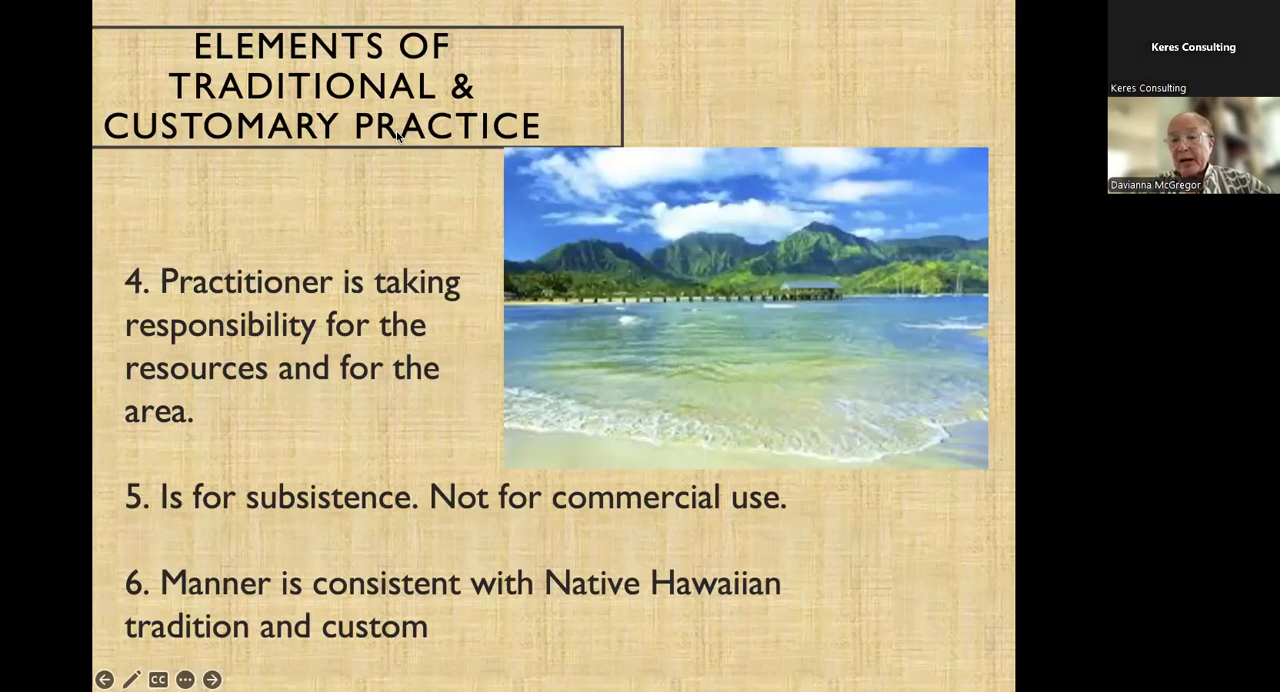 ELEMENTS OF
TRADITIONAL &
CUSTOMARY PRACTICE
4. Practitioner is taking
responsibility for the
resources and for the
area.
5. Is for subsistence. Not for commercial use.
6. Manner is consistent with Native Hawaiian
tradition and custom
CC
Keres Consulting
Keres Consulting
Davianna McGregor